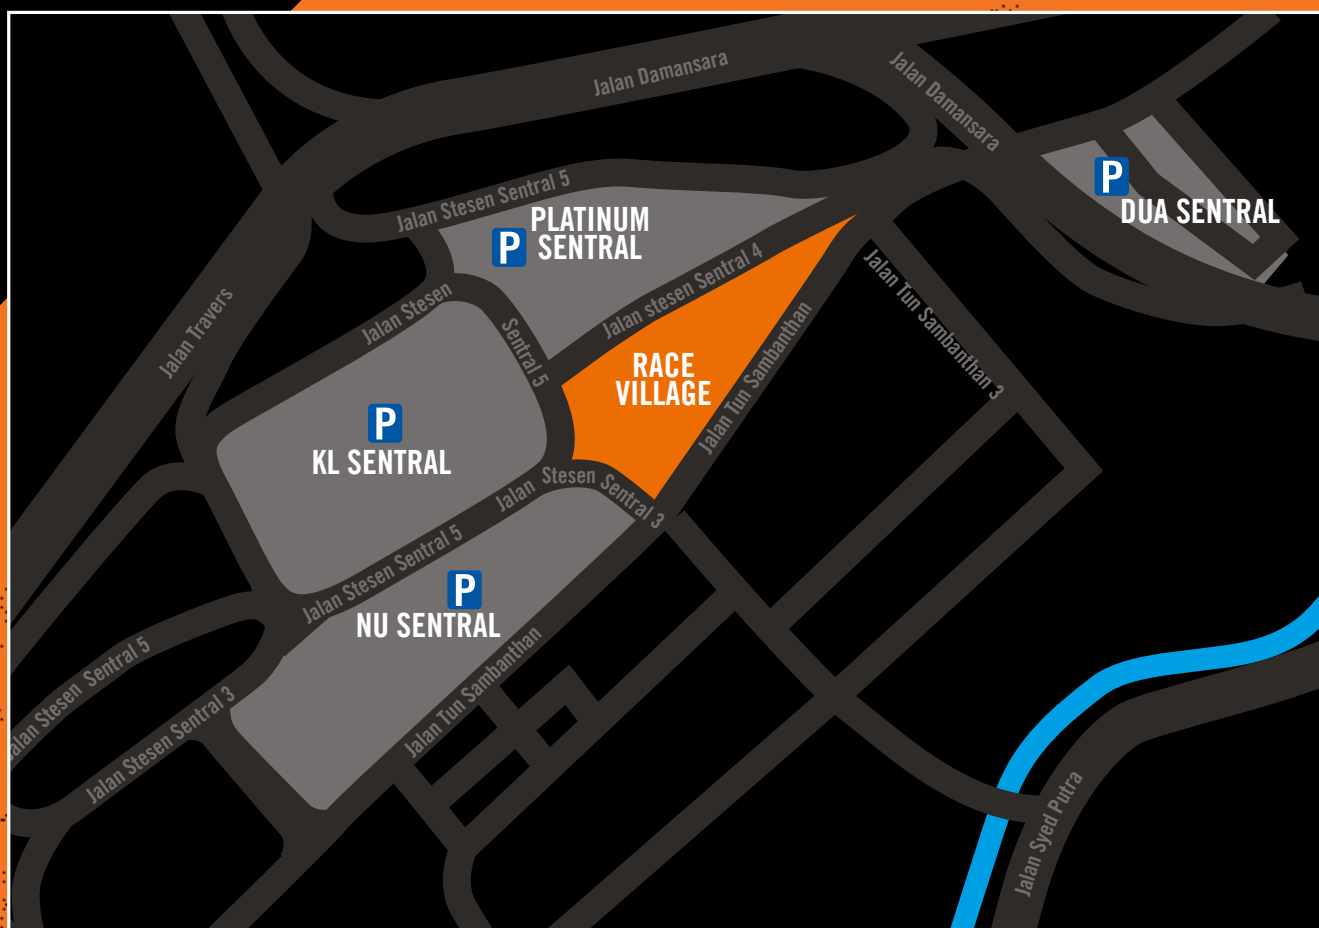 Jalan Damansara
Jalan Damansara
P
DUA SENTRAL
Jalan Stesen Sentral 5
PLATINUM
SENTRAL
P
Jalan stesen Sentral 4
Jalan Tun Sambanthan 3
Jalan Travers
Jalan Stesen
Sentral 5
RACE
VILLAGE
Jalan Tun Sambanthan
P
KL SENTRAL
Jalan Stesen Sentral 3
Jalan Stesen Sentral 5
P
NU SENTRAL
Jalan Tun Sambanthan
Jalan Stesen Sentral 5
Jalan Stesen Sentral 3
Jalan Syed Putra